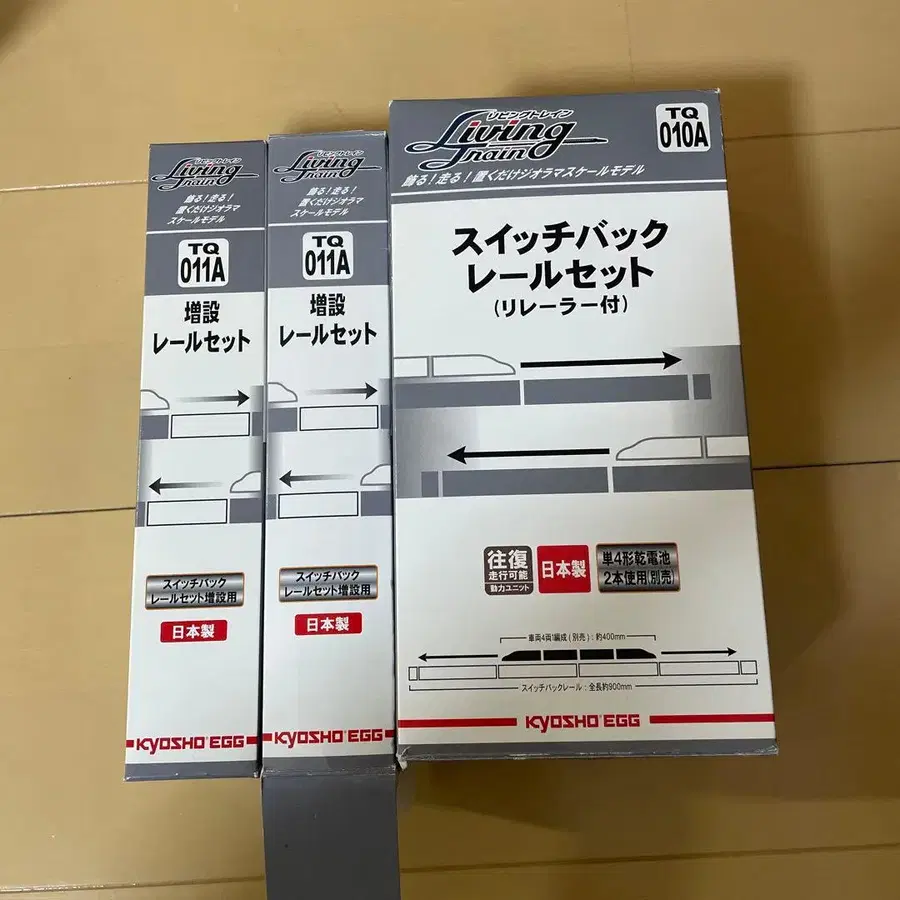 リビングトレイン
Living
Train
飾る!走る!
置くだけジオラマ
スケールモデル
TQ
011A
増設
レールセット
スイッチバック
レールセット増設用
日本製
KYOSHO EGG
リビングトレイン
Living
Train
飾る!走る!
置くだけジオラマ
スケールモデル
TQ
011A
増設
レールセット
スイッチバック
レールセット増設用
日本製
KYOSHO EGG
リビングトレイン
Living
Train
飾る!走る!置くだけジオラマスケールモデル
TQ
010A
スイッチバック
レールセット
(リレーラー付)
往復
走行可能
動力ユニット
日本製
単4形乾電池
2本使用(別売)
車両4両1編成(別売):約400mm
スイッチバックレール:全長約900mm
KYOSHO EGG